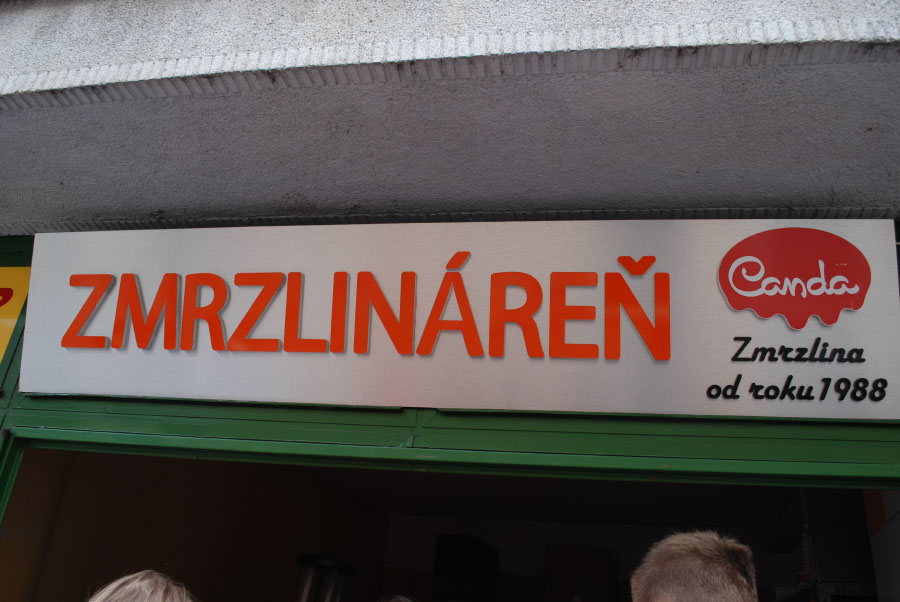 ZMRZLINÁREŇ
Canda
Zmrzlina
od roku 1988